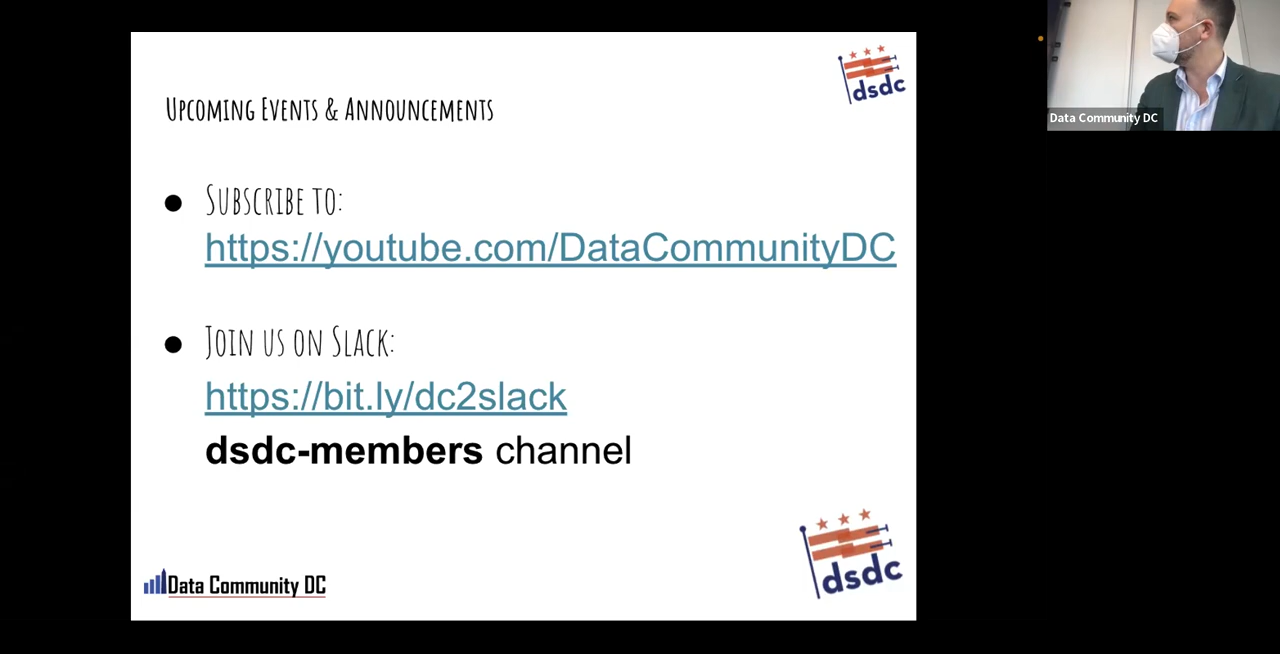 dsdc
Data Community DC
Upcoming Events & Announcements
Subscribe to:
https://youtube.com/DataCommunityDC
Join us on Slack:
https://bit.ly/dc2slack
dsdc-members channel
dsdc
Data Community DC